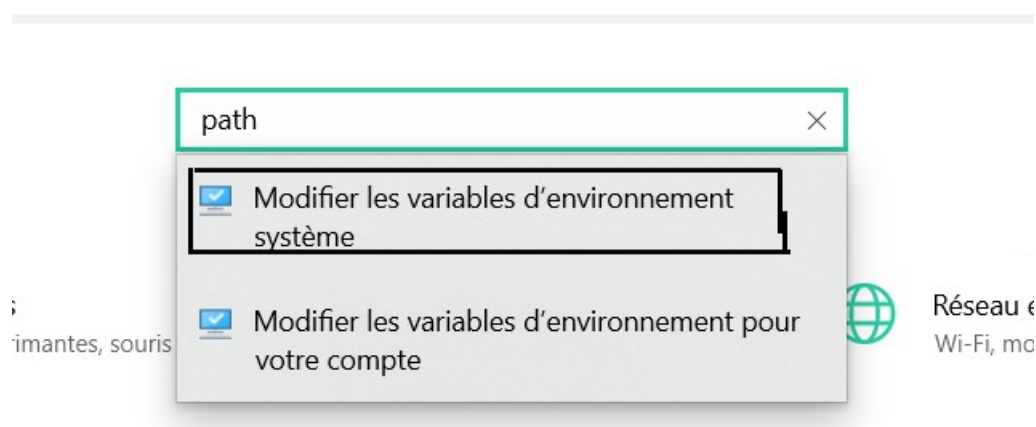 path
Modifier les variables d’environnement
système
Modifier les variables d’environnement pour
votre compte
Réseau e
imantes, souris
Wi-Fi, mo